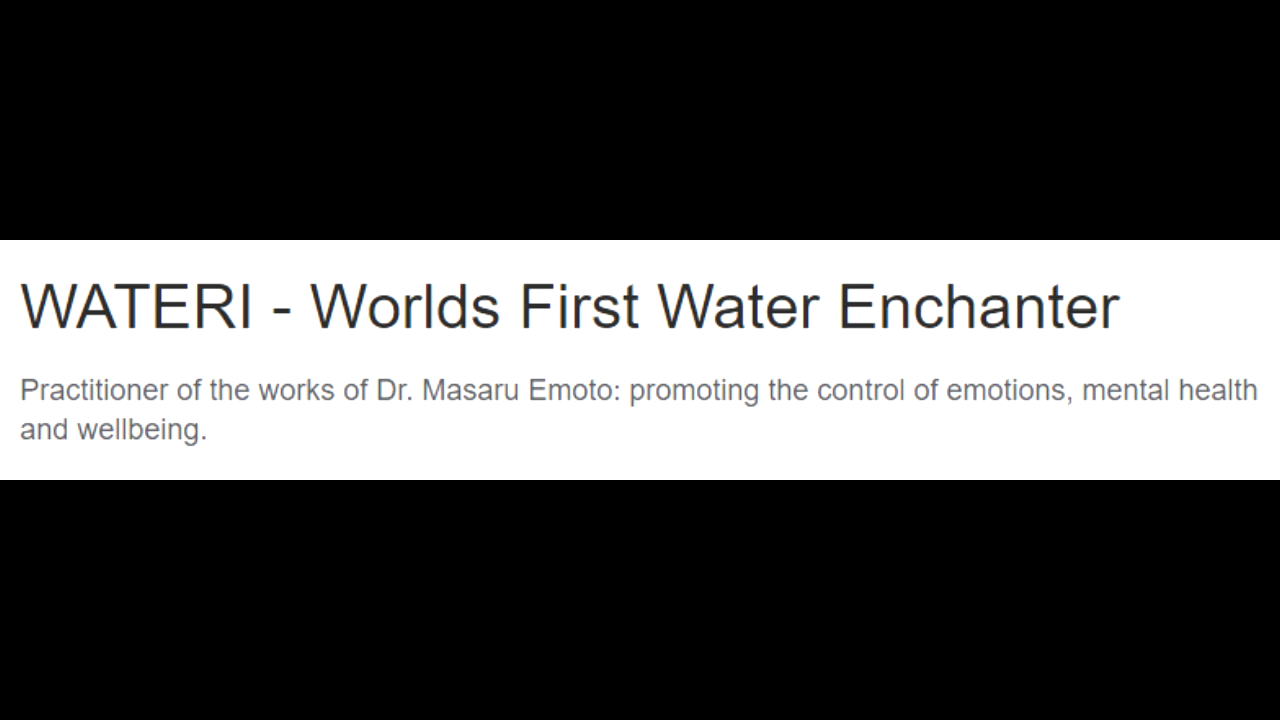 WATERI - Worlds First Water Enchanter
Practitioner of the works of Dr. Masaru Emoto: promoting the control of emotions, mental health
and wellbeing.